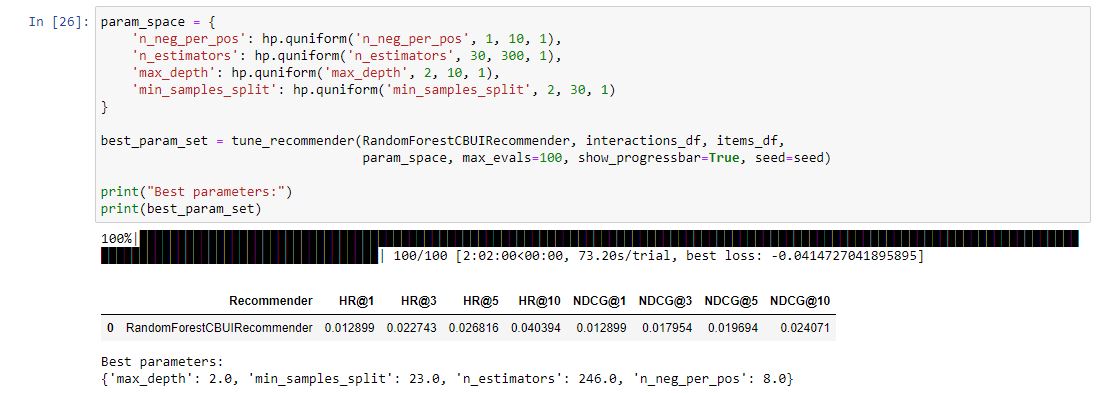 In [26]: param_space = {
'n_neg_per_pos': hp.quniform('n_neg_per_pos', 1, 10, 1),
'n_estimators': hp.quniform('n_estimators', 30, 300, 1),
'max_depth': hp.quniform('max_depth', 2, 10, 1),
'min_samples_split': hp.quniform('min_samples_split', 2, 30, 1)
}
best_param_set = tune_recommender(RandomForestCBUIRecommender, interactions_df, items_df,
param_space, max_evals=100, show_progressbar=True, seed=seed)
print("Best parameters:")
print(best_param_set)
100%|
| 100/100 [2:02:00<00:00, 73.20s/trial, best loss: -0.0414727041895895]
Recommender HR@1 HR@3 HR@5 HR@10 NDCG@1 NDCG@3 NDCG@5 NDCG@10
0 RandomForestCBUIRecommender 0.012899 0.022743 0.026816 0.040394 0.012899 0.017954 0.019694 0.024071
Best parameters:
{'max_depth': 2.0, 'min_samples_split': 23.0, 'n_estimators': 246.0, 'n_neg_per_pos': 8.0}